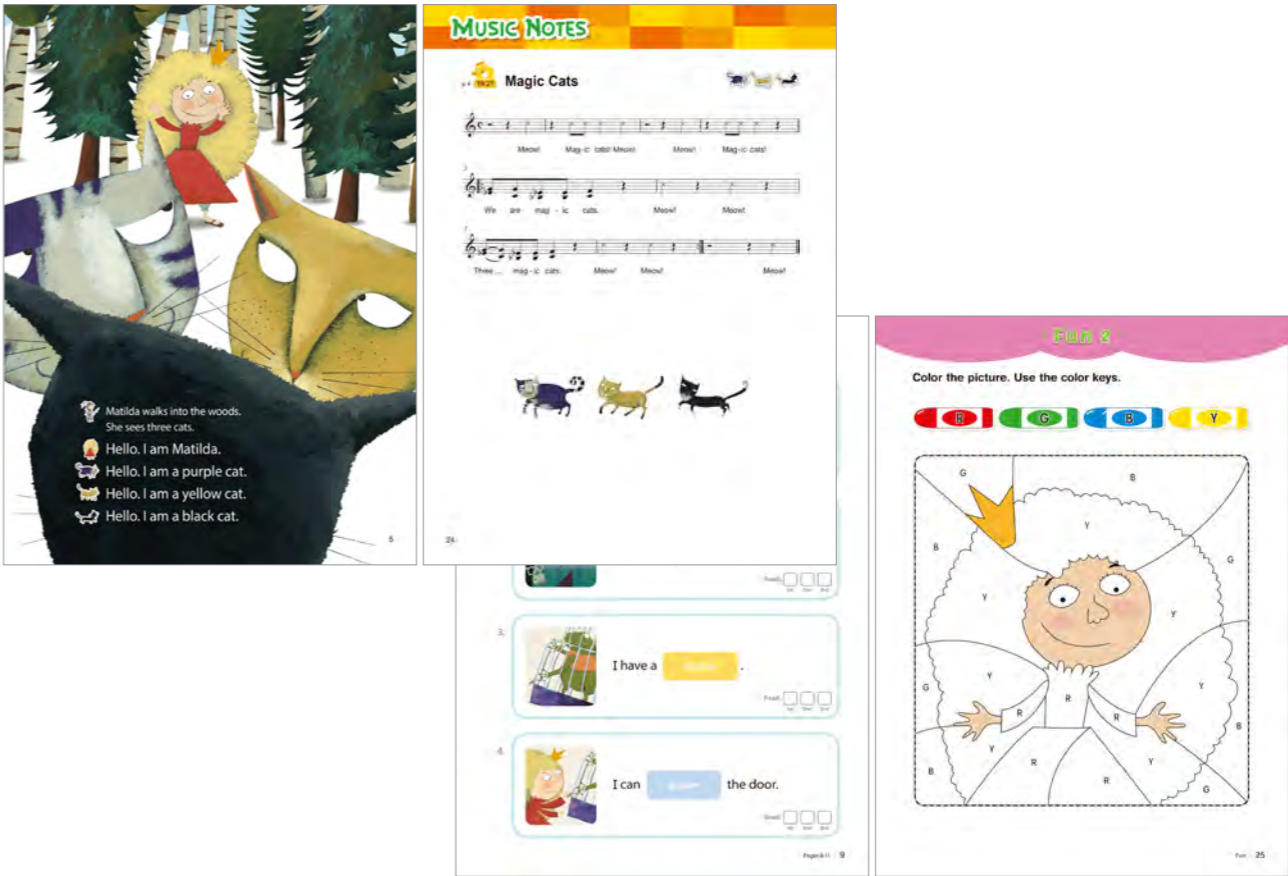 Matilda walks into the woods.
She sees three cats.
Hello. I am Matilda.
Hello. I am a purple cat.
Hello. I am a yellow cat.
Hello. I am a black cat.
MUSIC NOTES
Magic Cats
Meow! Mag-ic cats! Meow! Meow! Mag-ic cats!
We are mag - ic cats. Meow! Meow!
Three mag - ic cats. Meow! Meow! Meow!
24
3.
I have a .
Read:
4.
I can the door.
Read:
9
Fun 2
Color the picture. Use the color keys.
R G B Y
G B
Y
B G
Y Y
Y Y
G R
R R
B
Y R Y
B R G
Fun 25